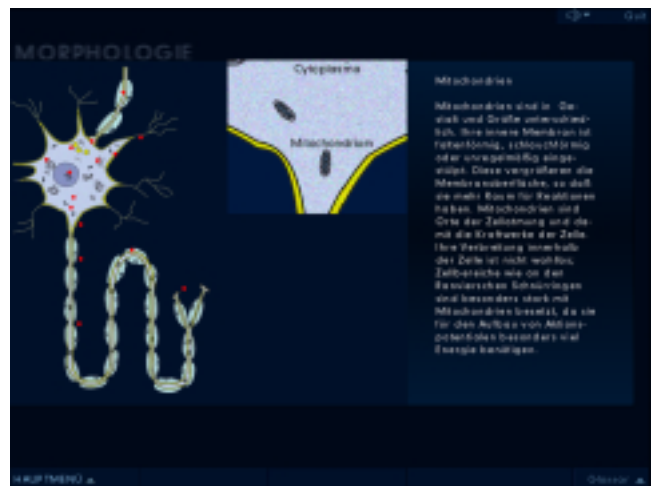 Quit
MORPHOLOGIE
Cytoplasma
Mitochondrium
Mitochondrien
Mitochondrien sind in Ge-
stalt und Größe unterschied-
lich. Ihre innere Membran ist
faltenförmig, schlauchförmig
oder unregelmäßig einge-
stülpt. Diese vergrößeren die
Membranoberfläche, so daß
sie mehr Raum für Reaktionen
haben. Mitochondrien sind
Orte der Zellatmung und da-
mit die Kraftwerke der Zelle.
Ihre Verbreitung innerhalb
der Zelle ist nicht wahllos,
Zellbereiche wie an den
Ranvierschen Schnürringen
sind besonders stark mit
Mitochondrien besetzt, da sie
für den Aufbau von Aktions-
potentialen besonders viel
Energie benötigen.
HAUPTMENÜ
Glossar